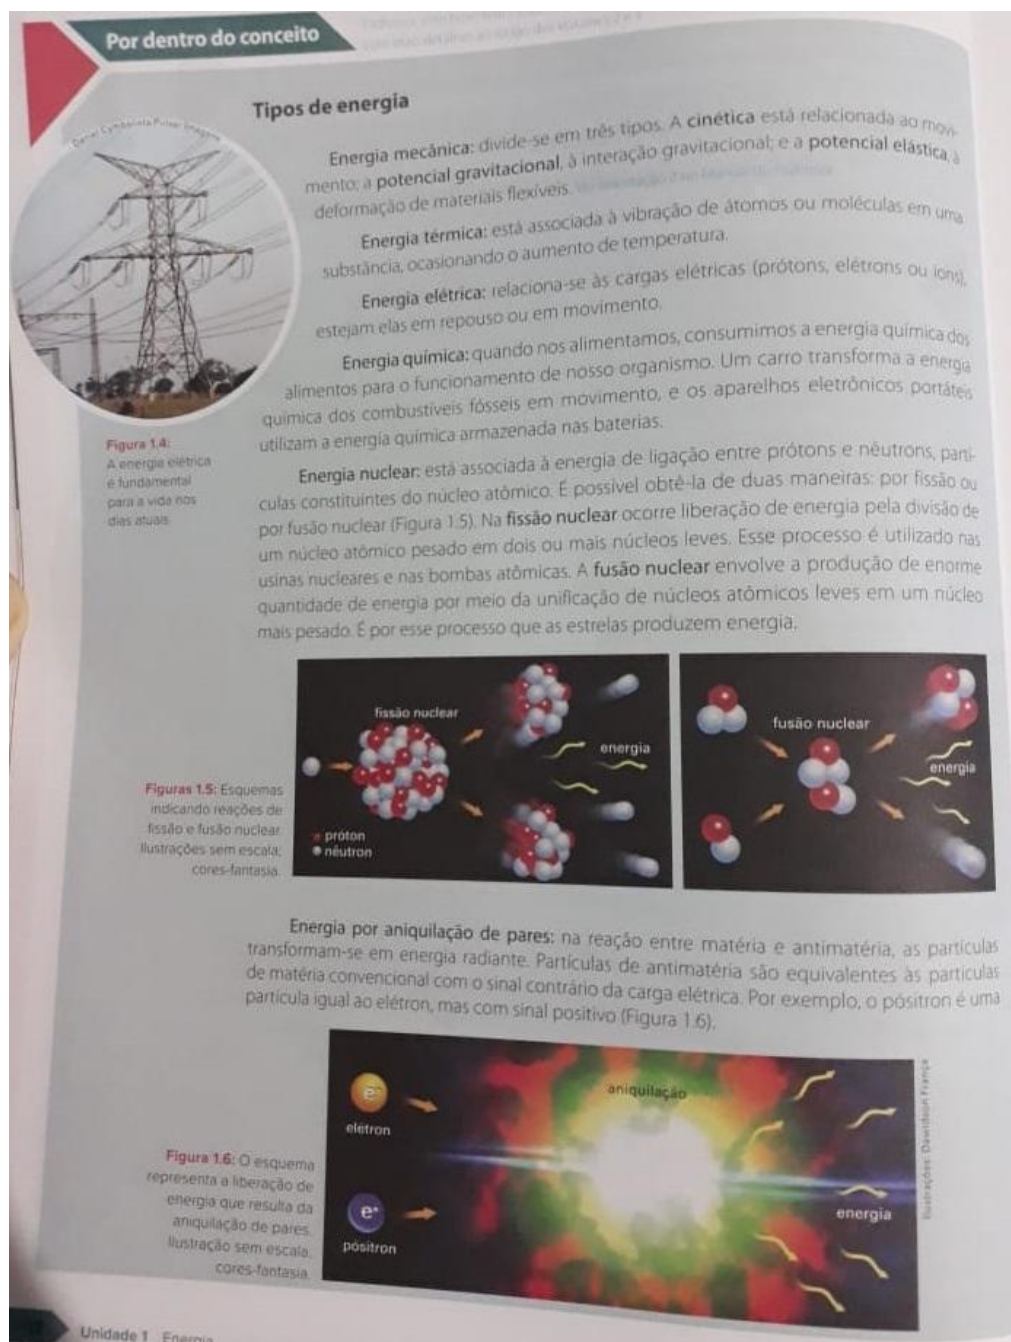 Por dentro do conceito
Tipos de energia
Energia mecânica: divide-se em três tipos. A cinética está relacionada ao movi-
mento; a potencial gravitacional, à interação gravitacional; e a potencial elástica, à
deformação de materiais flexíveis.
Energia térmica: está associada à vibração de átomos ou moléculas em uma
substância, ocasionando o aumento de temperatura.
Energia elétrica: relaciona-se às cargas elétricas (prótons, elétrons ou íons),
estejam elas em repouso ou em movimento.
Energia química: quando nos alimentamos, consumimos a energia química dos
alimentos para o funcionamento de nosso organismo. Um carro transforma a energia
química dos combustíveis fósseis em movimento, e os aparelhos eletrônicos portáteis
utilizam a energia química armazenada nas baterias.
Figura 1.4:
A energia elétrica
é fundamental
para a vida nos
dias atuais.
Energia nuclear: está associada à energia de ligação entre prótons e nêutrons, partí-
culas constituintes do núcleo atômico. É possível obtê-la de duas maneiras: por fissão ou
por fusão nuclear (Figura 1.5). Na fissão nuclear ocorre liberação de energia pela divisão de
um núcleo atômico pesado em dois ou mais núcleos leves. Esse processo é utilizado nas
usinas nucleares e nas bombas atômicas. A fusão nuclear envolve a produção de enorme
quantidade de energia por meio da unificação de núcleos atômicos leves em um núcleo
mais pesado. É por esse processo que as estrelas produzem energia.
fissão nuclear
energia
próton
nêutron
fusão nuclear
energia
Figuras 1.5: Esquemas
indicando reações de
fissão e fusão nuclear.
Ilustrações sem escala;
cores-fantasia.
Energia por aniquilação de pares: na reação entre matéria e antimatéria, as partículas
transformam-se em energia radiante. Partículas de antimatéria são equivalentes às partículas
de matéria convencional com o sinal contrário da carga elétrica. Por exemplo, o pósitron é uma
partícula igual ao elétron, mas com sinal positivo (Figura 1.6).
e-
elétron
aniquilação
e+
pósitron
energia
Ilustrações: Dawidson França
Figura 1.6: O esquema
representa a liberação de
energia que resulta da
aniquilação de pares.
Ilustração sem escala,
cores-fantasia.
Unidade 1 Energia